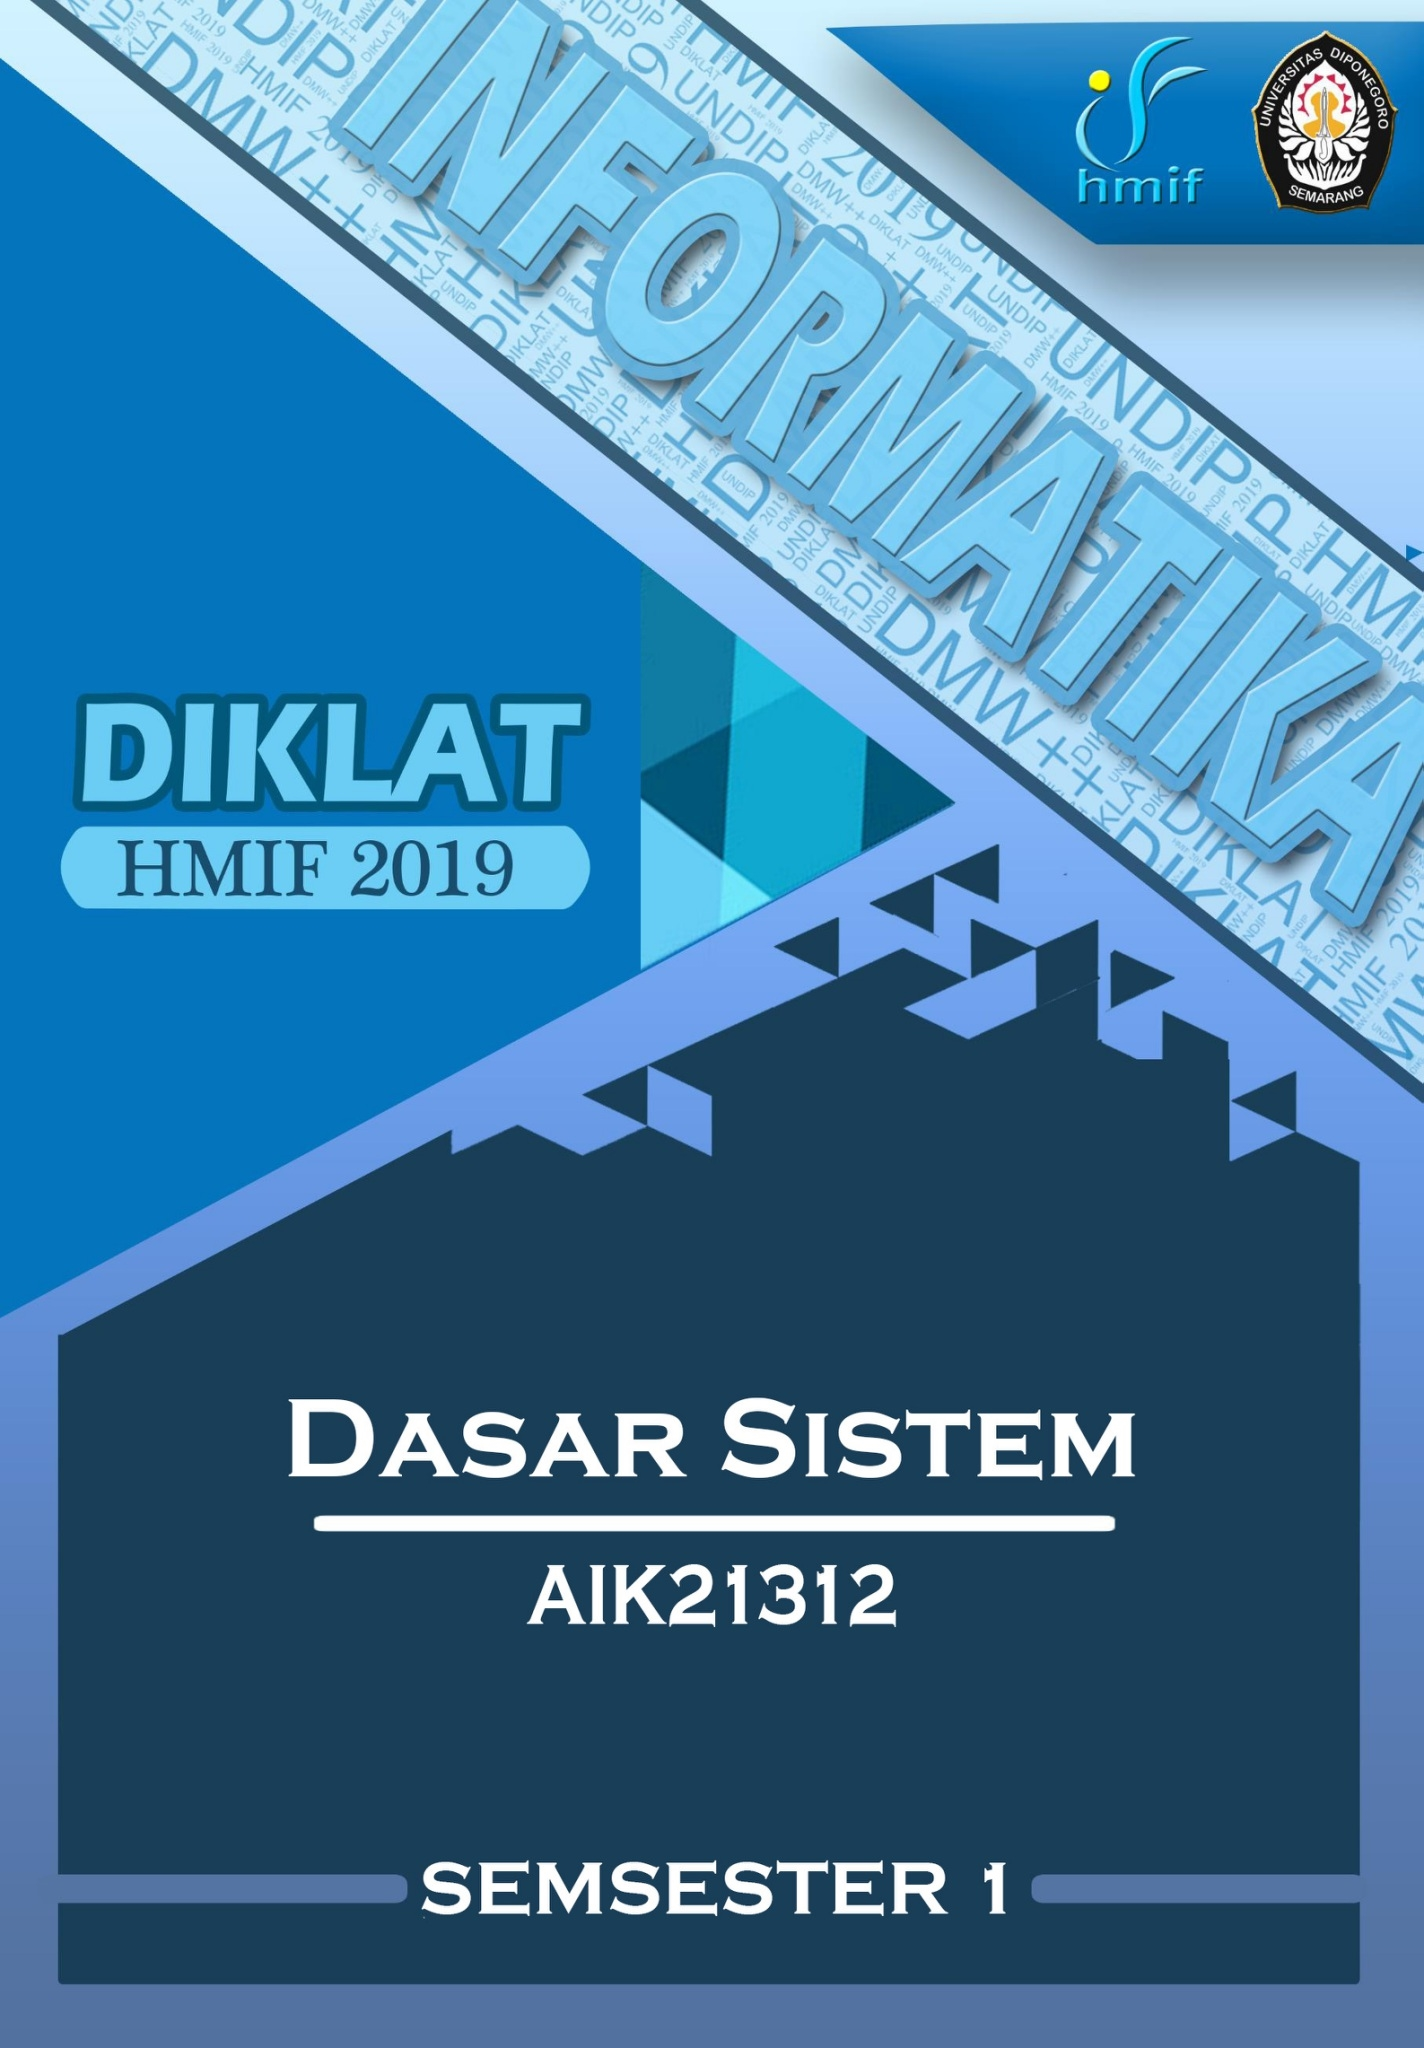 INFORMATIKA
hmif
UNIVERSITAS DIPONEGORO
SEMARANG
DIKLAT
HMIF 2019
DASAR SISTEM
AIK21312
SEMSESTER 1